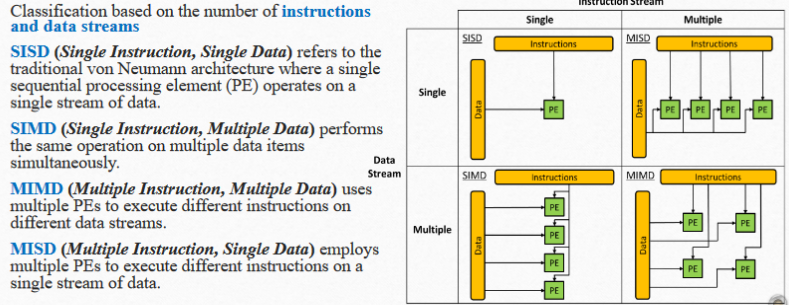 Classification based on the number of instructions
and data streams
SISD (Single Instruction, Single Data) refers to the
traditional von Neumann architecture where a single
sequential processing element (PE) operates on a
single stream of data.
SIMD (Single Instruction, Multiple Data) performs
the same operation on multiple data items
simultaneously.
MIMD (Multiple Instruction, Multiple Data) uses
multiple PEs to execute different instructions on
different data streams.
MISD (Multiple Instruction, Single Data) employs
multiple PEs to execute different instructions on a
single stream of data.
Instruction Stream
Single
Multiple
Data
Stream
Single
SISD
Instructions
Data
PE
MISD
Instructions
Data
PE
PE
PE
PE
Multiple
SIMD
Instructions
Data
PE
PE
PE
PE
MIMD
Instructions
Data
PE
PE
PE
PE